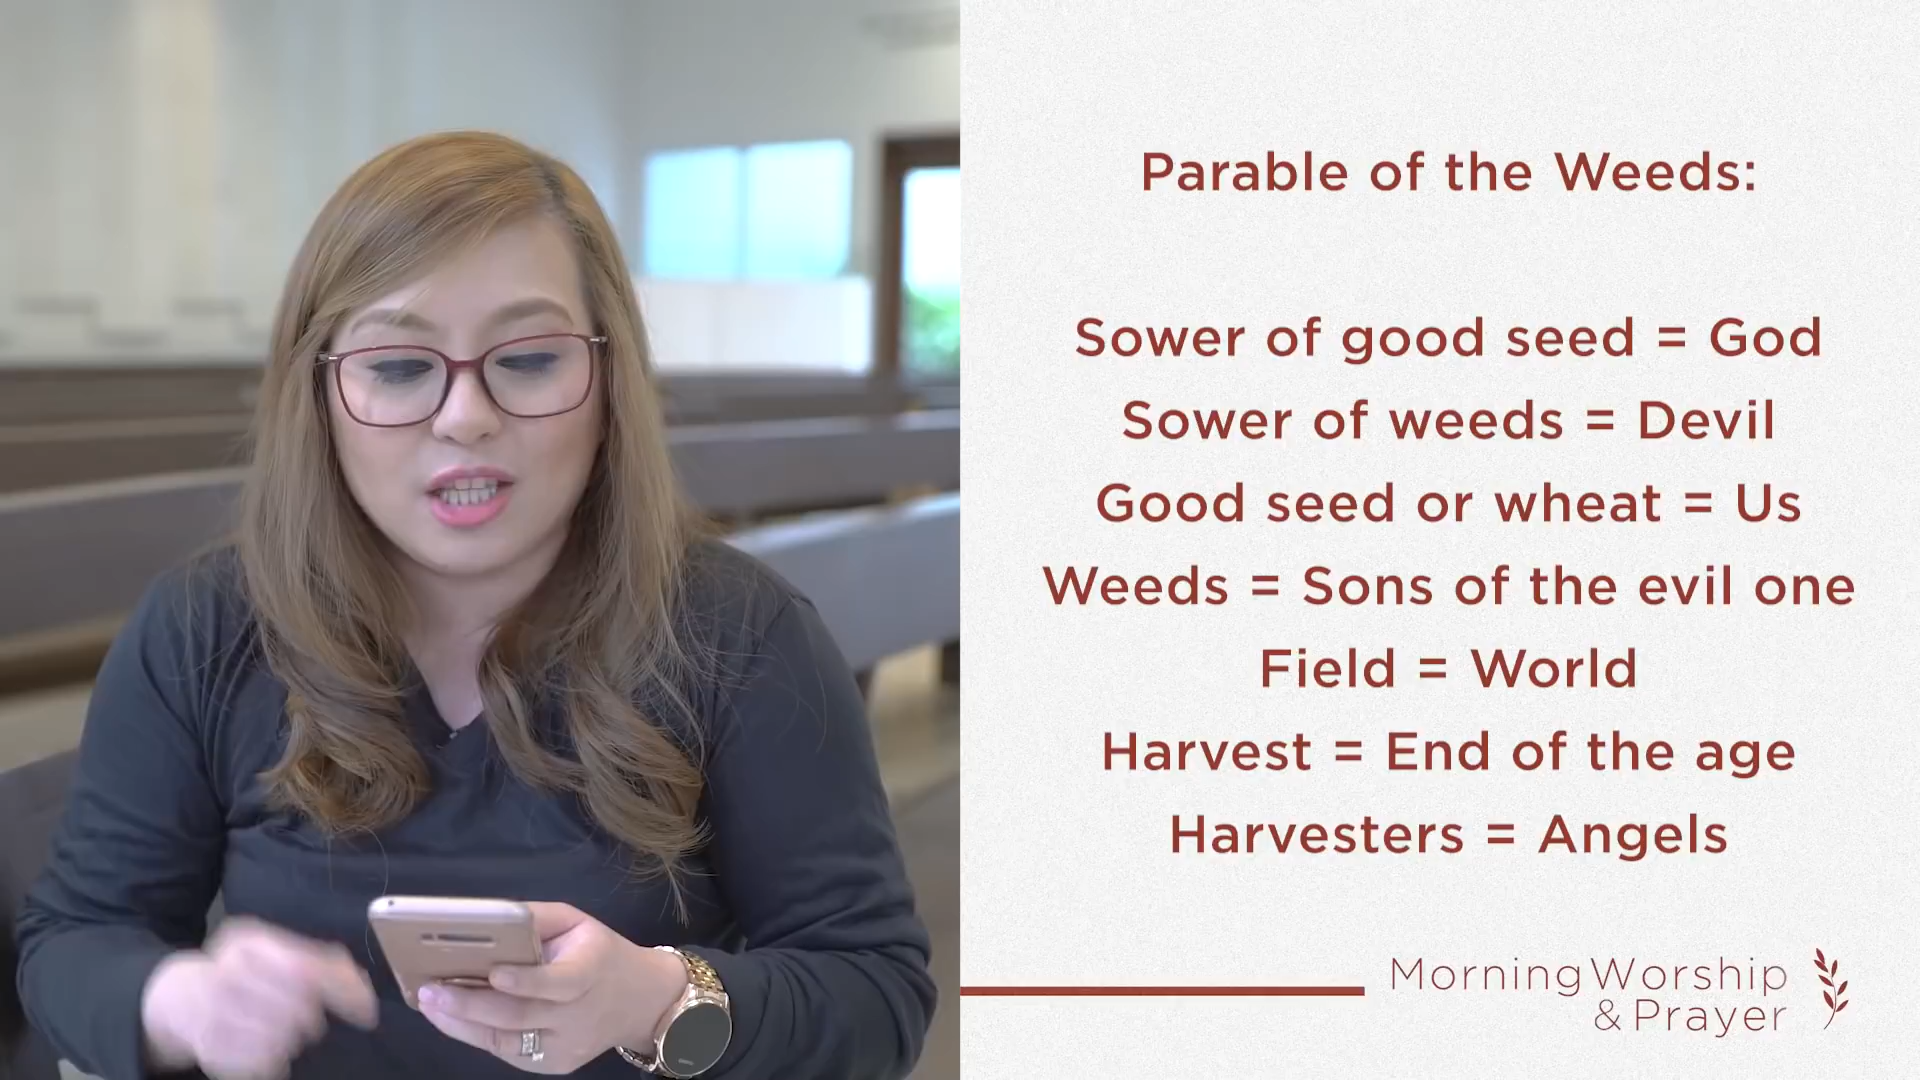 Parable of the Weeds:
Sower of good seed = God
Sower of weeds = Devil
Good seed or wheat = Us
Weeds = Sons of the evil one
Field = World
Harvest = End of the age
Harvesters = Angels
Morning Worship
& Prayer